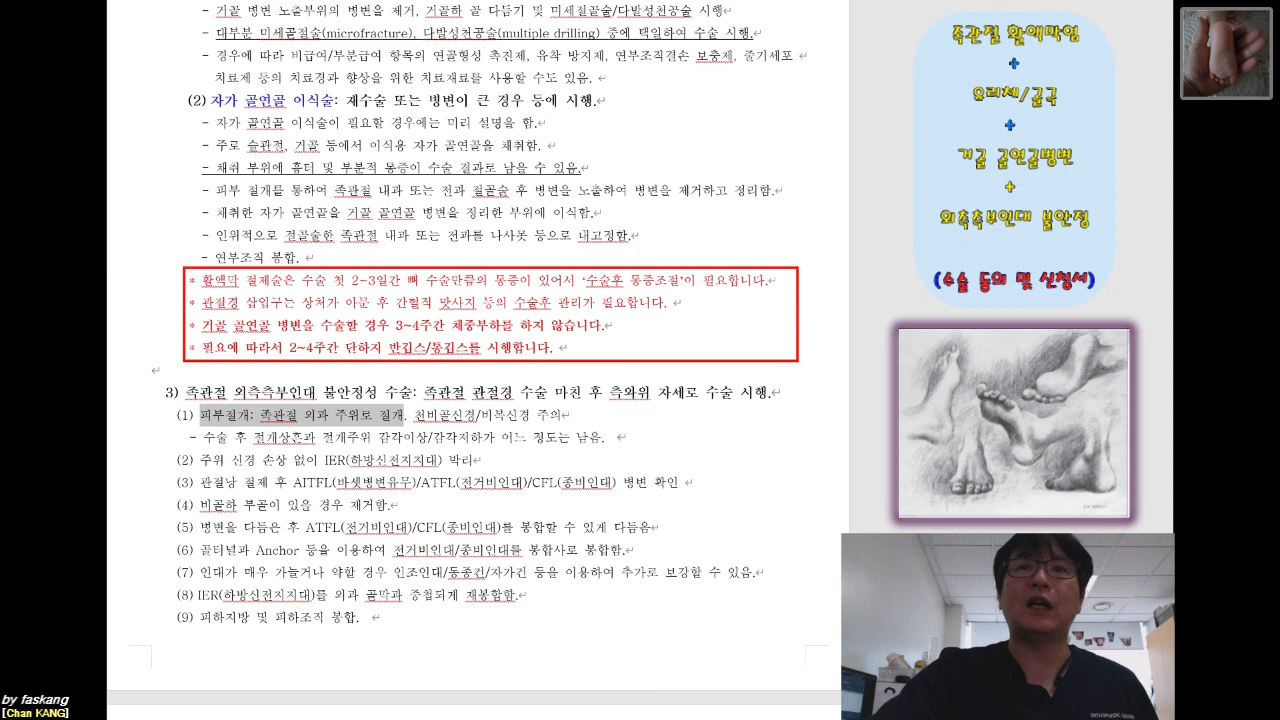 - 거골 병변 노출부위의 병변을 제거, 거골하 골 다듬기 및 미세절골술/다발성천공술 시행
- 대부분 미세골절술(microfracture), 다발성천공술(multiple drilling) 중에 택일하여 수술 시행.
- 경우에 따라 비급여/부분급여 항목의 연골형성 촉진제, 유착 방지제, 연부조직결손 보충제, 줄기세포
치료제 등의 치료경과 향상을 위한 치료재료를 사용할 수도 있음.
(2) 자가 골연골 이식술: 재수술 또는 병변이 큰 경우 등에 시행.
- 자가 골연골 이식술이 필요할 경우에는 미리 설명을 함.
- 주로 슬관절, 거골 등에서 이식용 자가 골연골을 채취함.
- 채취 부위에 흉터 및 부분적 통증이 수술 결과로 남을 수 있음.
- 피부 절개를 통하여 족관절 내과 또는 전과 절골술 후 병변을 노출하여 병변을 제거하고 정리함.
- 채취한 자가 골연골을 거골 골연골 병변을 정리한 부위에 이식함.
- 인위적으로 절골술한 족관절 내과 또는 전과를 나사못 등으로 내고정함.
- 연부조직 봉합.
* 활액막 절제술은 수술 첫 2~3일간 뼈 수술만큼의 통증이 있어서 '수술후 통증조절'이 필요합니다.
* 관절경 삽입구는 상처가 아문 후 간헐적 맛사지 등의 수술후 관리가 필요합니다.
* 거골 골연골 병변을 수술할 경우 3~4주간 체중부하를 하지 않습니다.
* 필요에 따라서 2~4주간 단하지 반깁스/통깁스를 시행합니다.
3) 족관절 외측측부인대 불안정성 수술: 족관절 관절경 수술 마친 후 측와위 자세로 수술 시행.
(1) 피부절개: 족관절 외과 주위로 절개. 천비골신경/비복신경 주의
- 수술 후 절개상흔과 절개주위 감각이상/감각저하가 어느 정도는 남음.
(2) 주위 신경 손상 없이 IER(하방신전지지대) 박리
(3) 관절낭 절제 후 AITFL(바셋병변유무)/ATFL(전거비인대)/CFL(종비인대) 병변 확인
(4) 비골하 부골이 있을 경우 제거함.
(5) 병변을 다듬은 후 ATFL(전기비인대)/CFL(종비인대)를 봉합할 수 있게 다듬음
(6) 골터널과 Anchor 등을 이용하여 전거비인대/종비인대를 봉합사로 봉합함.
(7) 인대가 매우 가늘거나 약할 경우 인조인대/동종건/자가건 등을 이용하여 추가로 보강할 수 있음.
(8) IER(하방신전지지대)를 외과 골막과 중첩되게 재봉합함.
(9) 피하지방 및 피하조직 봉합.
족관절 활액막염
+
유리체/골극
+
거골 골연골병변
+
외측측부인대 불안정
(수술 동의 및 신청서)
by faskang
[Chan KANG]